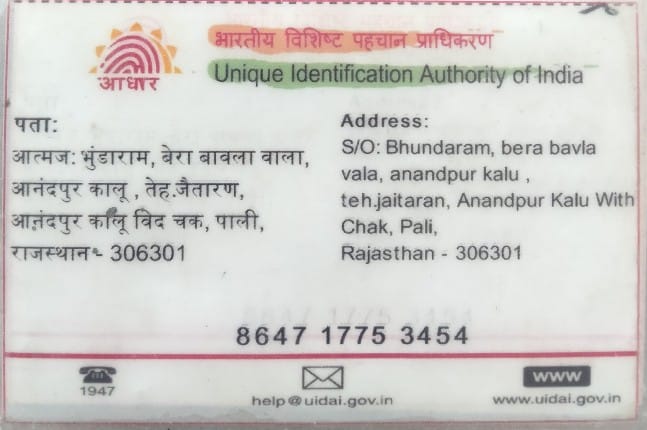 भारतीय विशिष्ट पहचान प्राधिकरण
Unique Identification Authority of India
आधार
पता:
आत्मज: भुंडाराम, बेरा बावला वाला,
आनंदपुर कालू , तेह.जैतारण,
आनंदपुर कालू विद चक, पाली,
राजस्थान - 306301
Address:
S/O: Bhundaram, bera bavla
vala, anandpur kalu ,
teh.jaitaran, Anandpur Kalu With
Chak, Pali,
Rajasthan - 306301
8647 1775 3454
1947
help@uidai.gov.in
www
www.uidai.gov.in